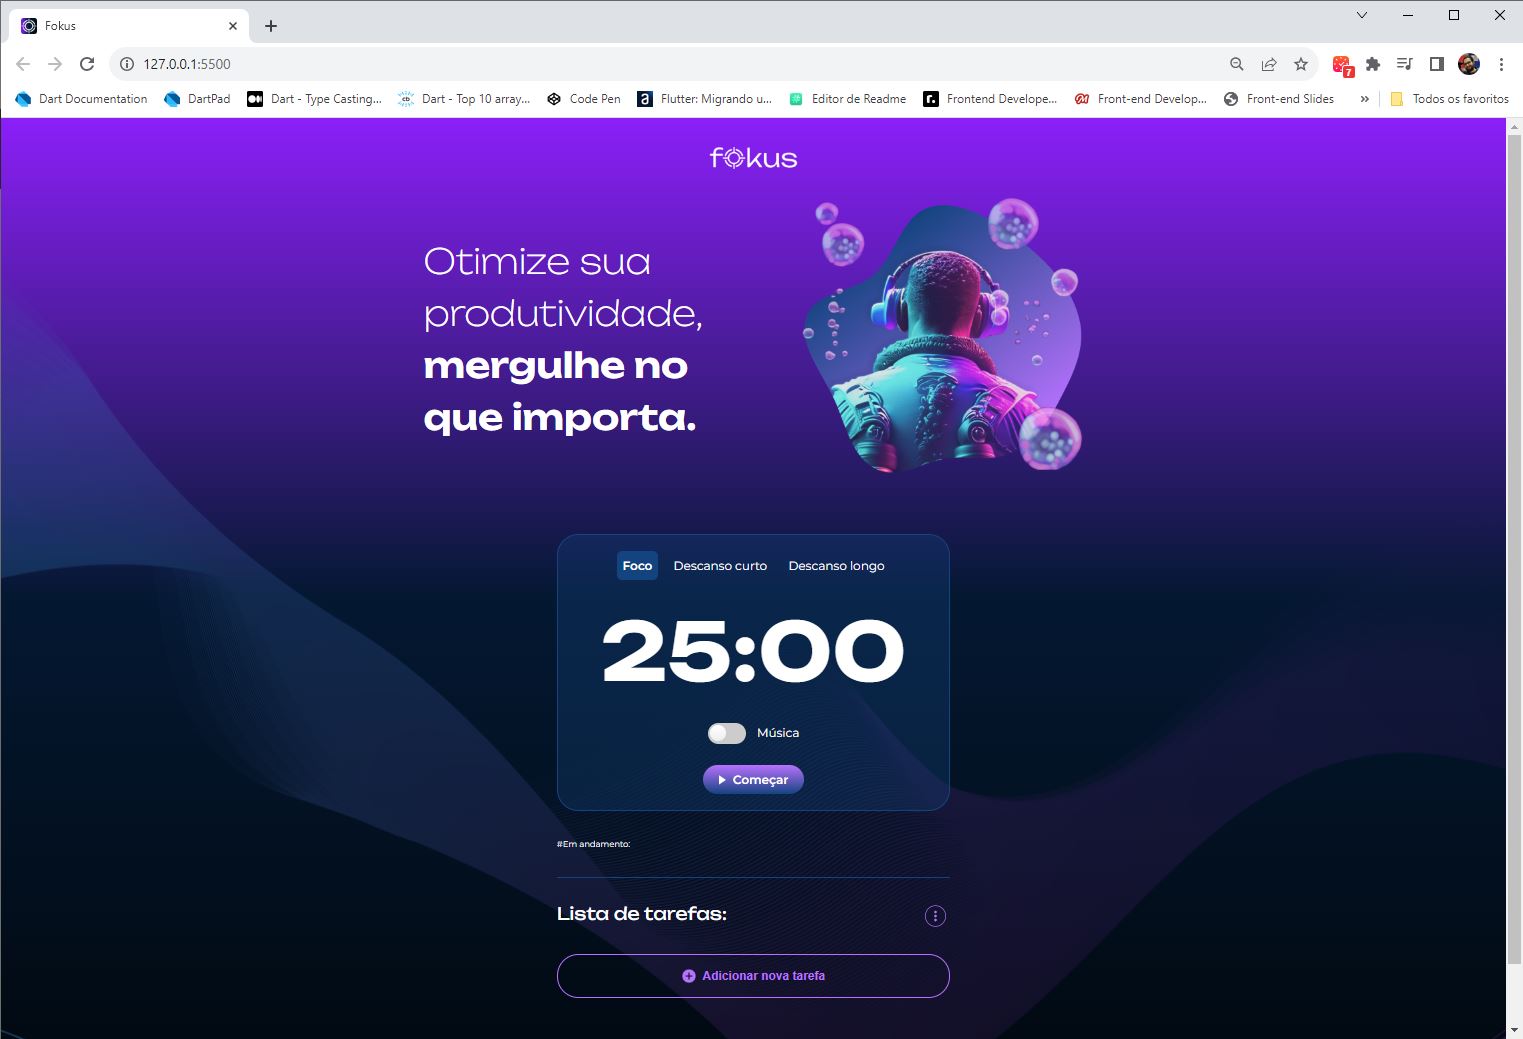 Fokus
127.0.0.1:5500
Dart Documentation
DartPad
Dart - Type Casting...
Dart - Top 10 array...
Code Pen
Flutter: Migrando u...
Editor de Readme
Frontend Develope...
Front-end Develop...
Front-end Slides
»
Todos os favoritos
7
fokus
Otimize sua
produtividade,
mergulhe no
que importa.
Foco
Descanso curto
Descanso longo
25:00
Música
Começar
#Em andamento:
Lista de tarefas:
Adicionar nova tarefa